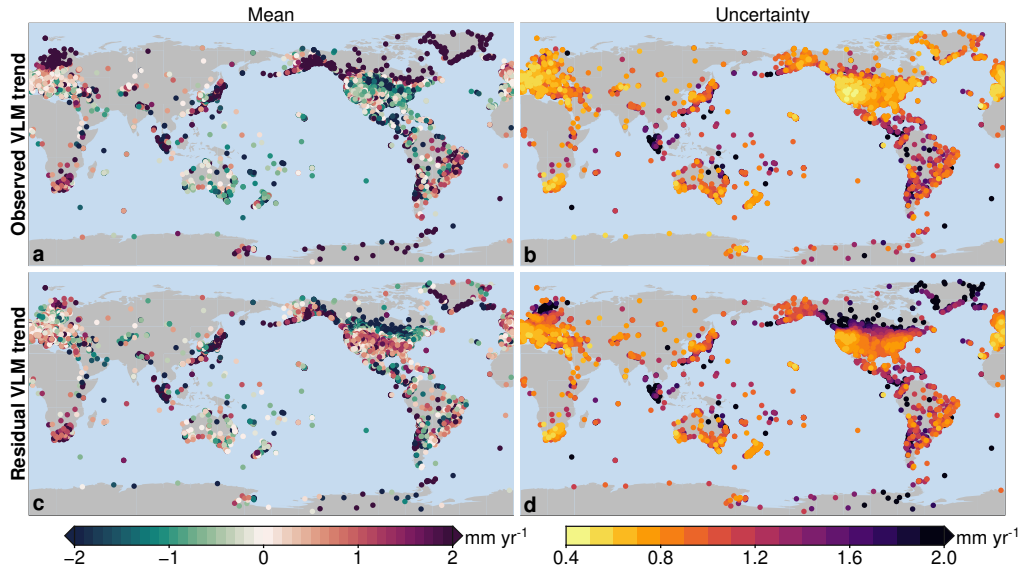 Mean
Uncertainty
Observed VLM trend
a
b
Residual VLM trend
c
d
−2
−1
0
1
2
mm yr-1
0.4
0.8
1.2
1.6
2.0
mm yr-1